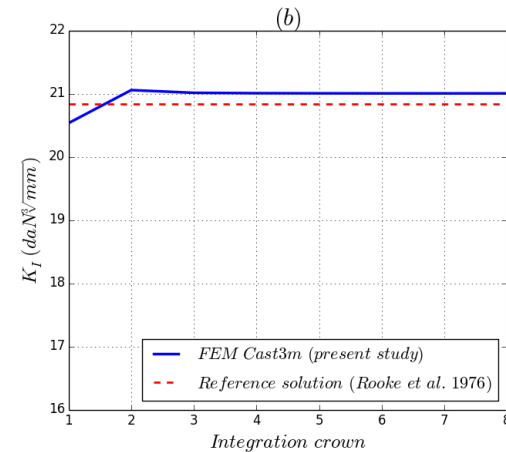 (b)
22
21
20
19
18
17
16
1 2 3 4 5 6 7 8
K_I (daN∛mm)
FEM Cast3m (present study)
Reference solution (Rooke et al. 1976)
Integration crown